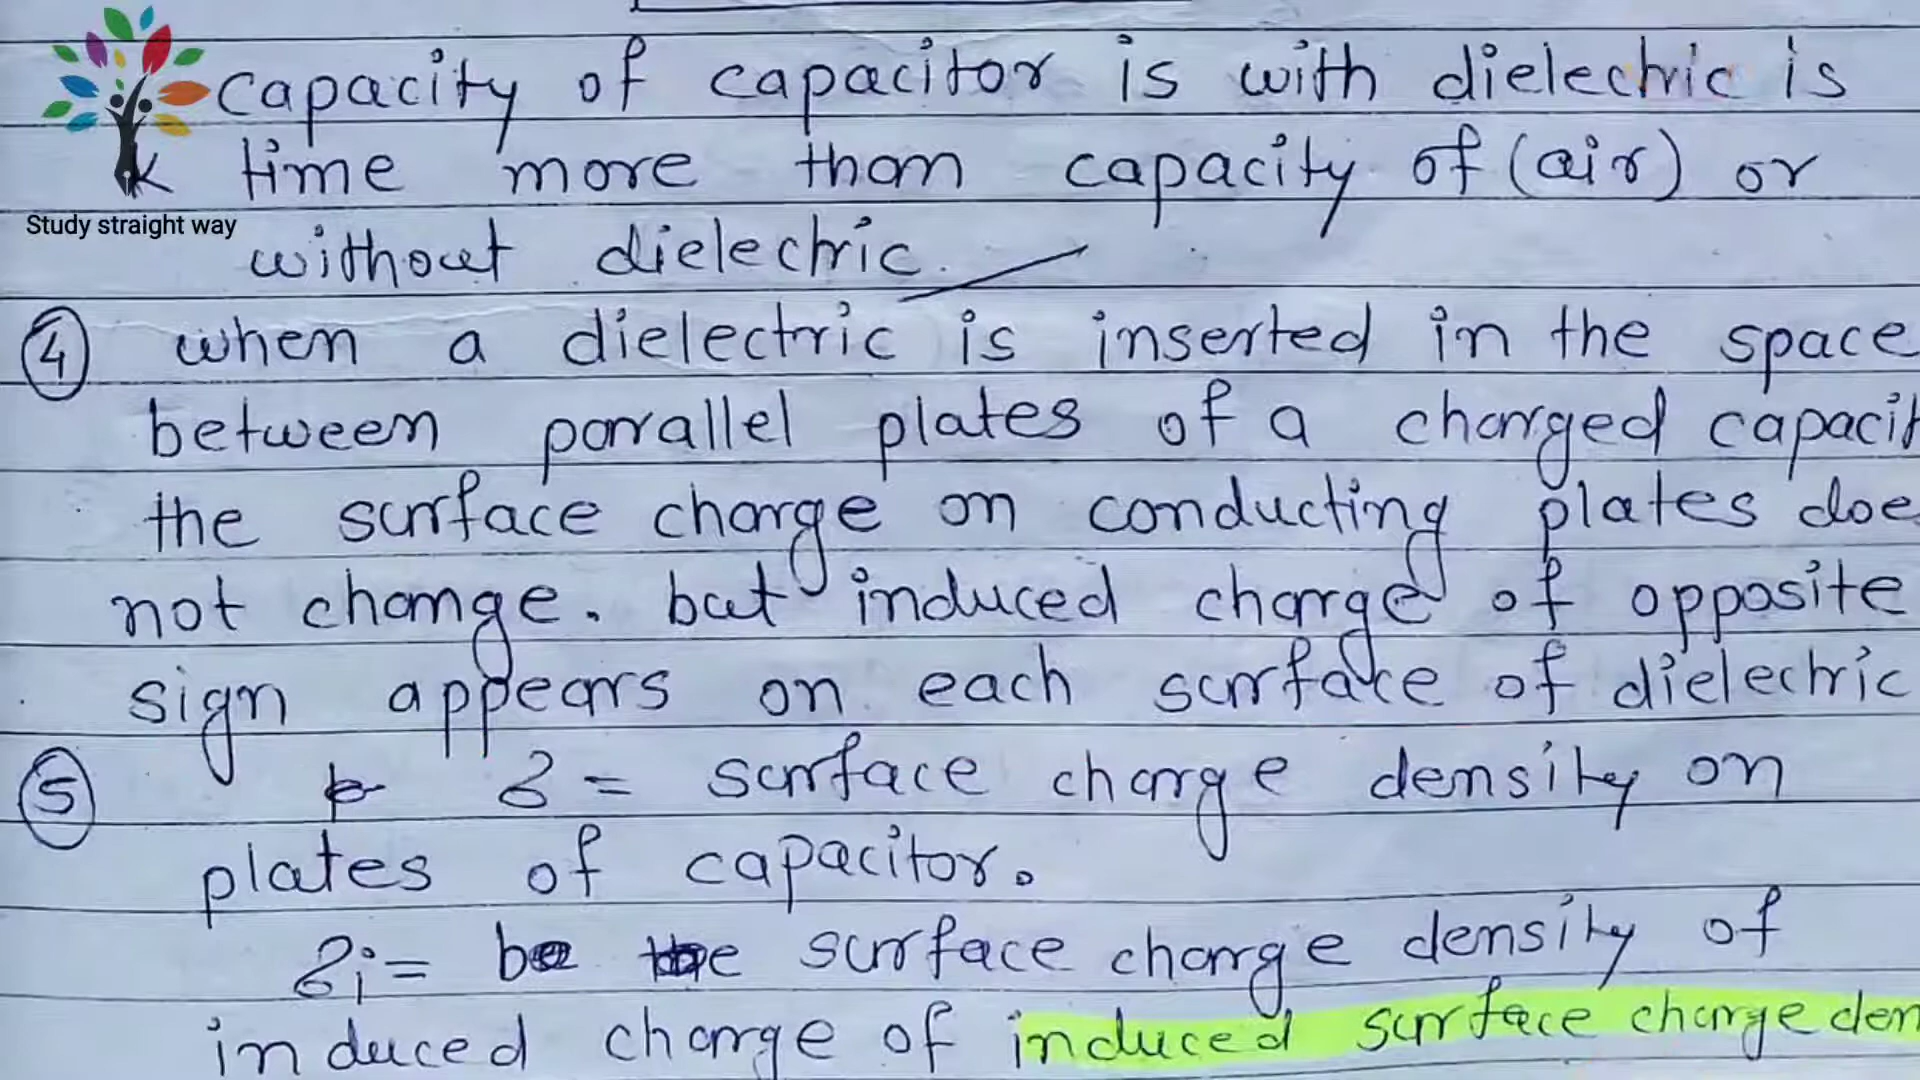 capacity of capacitor is with dielectric is
K time more than capacity of (air) or
Study straight way
without dielectric.
4 when a dielectric is inserted in the space
between parallel plates of a charged capacit
the surface charge on conducting plates doe
not change. but induced charge of opposite
sign appears on each surface of dielectric
5 σ = surface charge density on
plates of capacitor.
σi = be the surface charge density of
induced charge of induced surface charge den